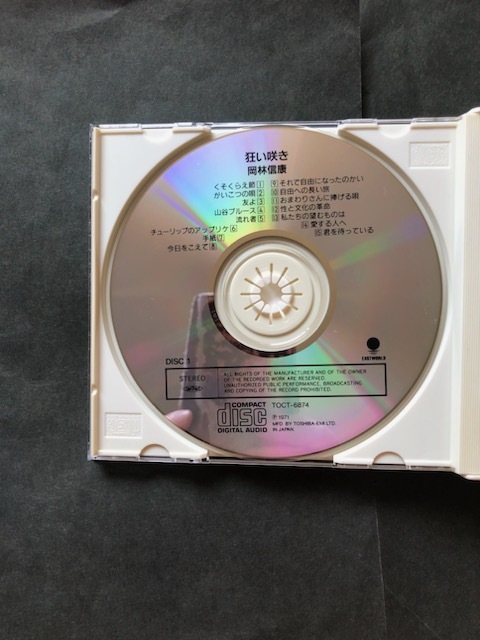 狂い咲き
岡林信康
くそくらえ節 1
がいこつの唄 2
友よ 3
山谷ブルース 4
流れ者 5
チューリップのアップリケ 6
手紙 7
今日をこえて 8
9 それで自由になったのかい
10 自由への長い旅
11 おまわりさんに捧げる唄
12 性と文化の革命
13 私たちの望むものは
14 愛する人へ
15 君を待っている
EASTWORLD
DISC 1
STEREO
ALL RIGHTS OF THE MANUFACTURER AND OF THE OWNER
OF THE RECORDED WORK ARE RESERVED.
UNAUTHORIZED PUBLIC PERFORMANCE, BROADCASTING
AND COPYING OF THE RECORD PROHIBITED.
COMPACT
disc
DIGITAL AUDIO
TOCT-6874
℗ 1971
MFD. BY TOSHIBA-EMI LTD.
IN JAPAN.